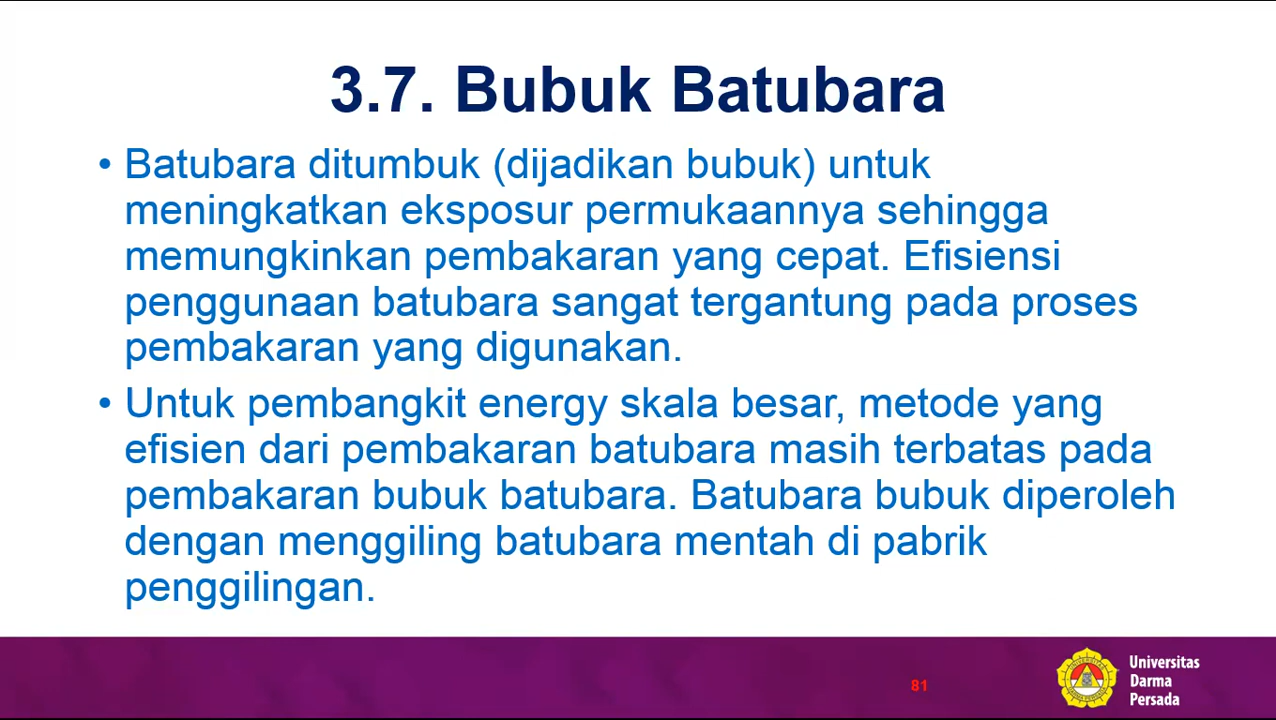 3.7. Bubuk Batubara
• Batubara ditumbuk (dijadikan bubuk) untuk
meningkatkan eksposur permukaannya sehingga
memungkinkan pembakaran yang cepat. Efisiensi
penggunaan batubara sangat tergantung pada proses
pembakaran yang digunakan.
• Untuk pembangkit energy skala besar, metode yang
efisien dari pembakaran batubara masih terbatas pada
pembakaran bubuk batubara. Batubara bubuk diperoleh
dengan menggiling batubara mentah di pabrik
penggilingan.
81
Universitas
Darma
Persada